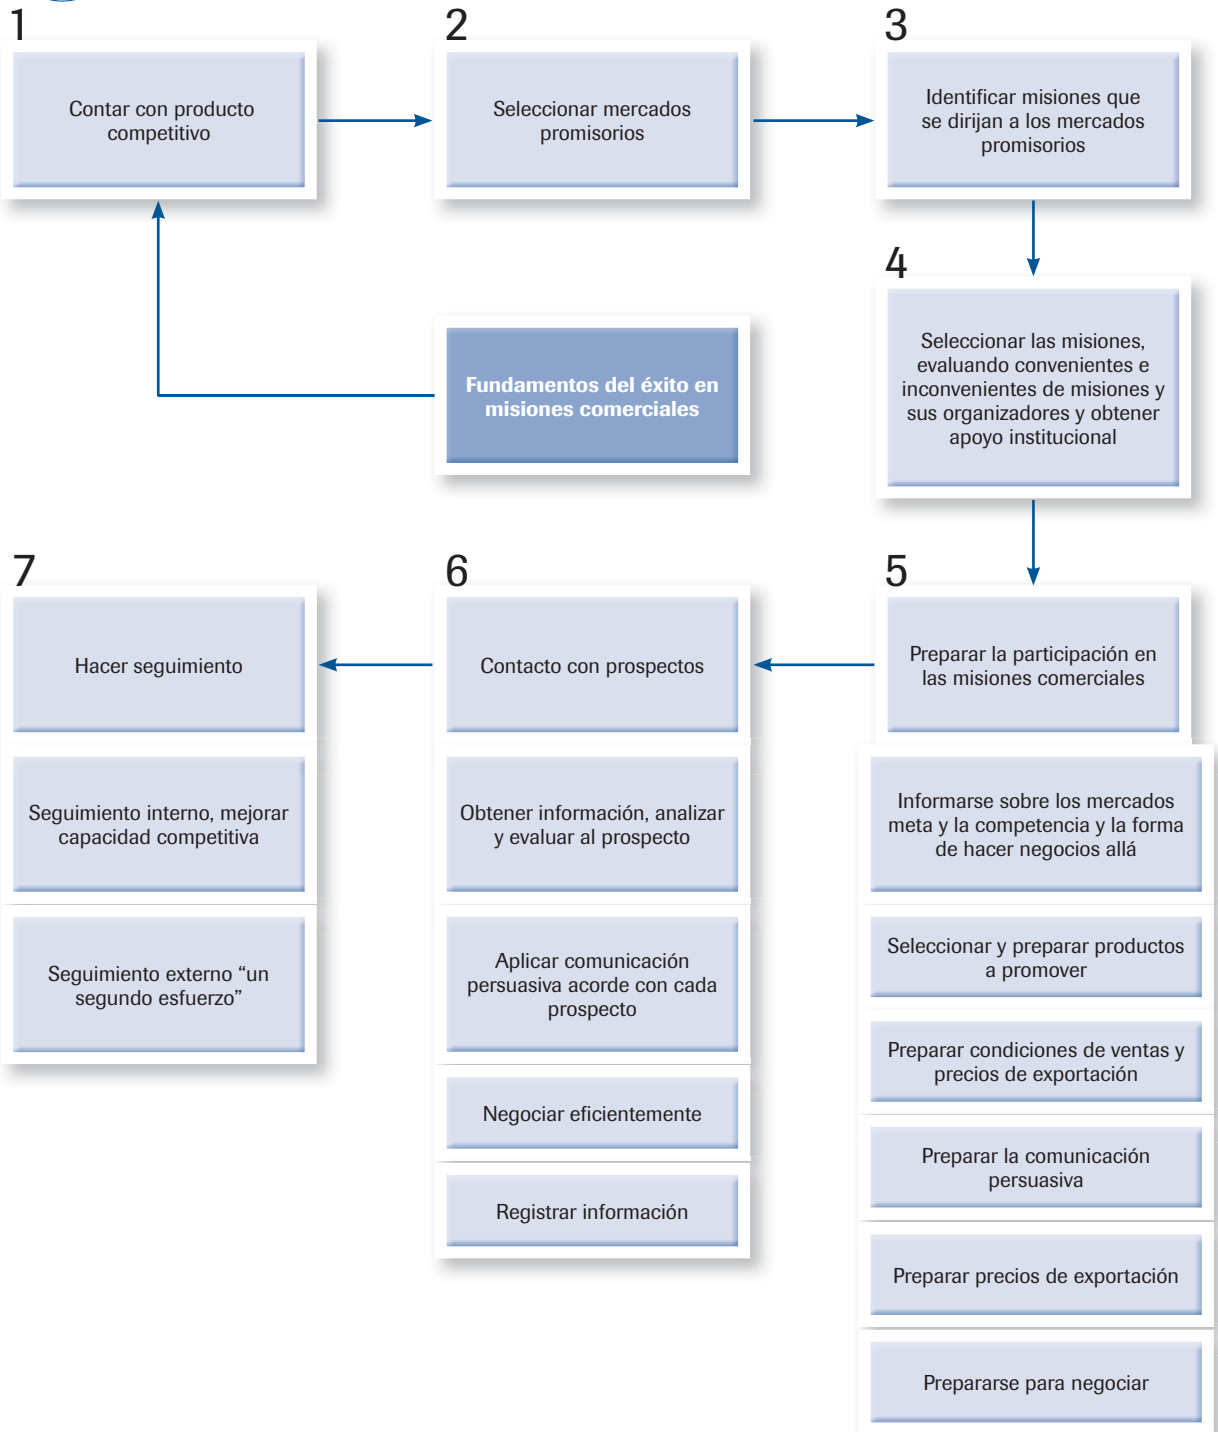 1
Contar con producto
competitivo
2
Seleccionar mercados
promisorios
3
Identificar misiones que
se dirijan a los mercados
promisorios
4
Seleccionar las misiones,
evaluando convenientes e
inconvenientes de misiones y
sus organizadores y obtener
apoyo institucional
Fundamentos del éxito en
misiones comerciales
5
Preparar la participación en
las misiones comerciales
Informarse sobre los mercados
meta y la competencia y la forma
de hacer negocios allá
Seleccionar y preparar productos
a promover
Preparar condiciones de ventas y
precios de exportación
Preparar la comunicación
persuasiva
Preparar precios de exportación
Prepararse para negociar
6
Contacto con prospectos
Obtener información, analizar
y evaluar al prospecto
Aplicar comunicación
persuasiva acorde con cada
prospecto
Negociar eficientemente
Registrar información
7
Hacer seguimiento
Seguimiento interno, mejorar
capacidad competitiva
Seguimiento externo “un
segundo esfuerzo”